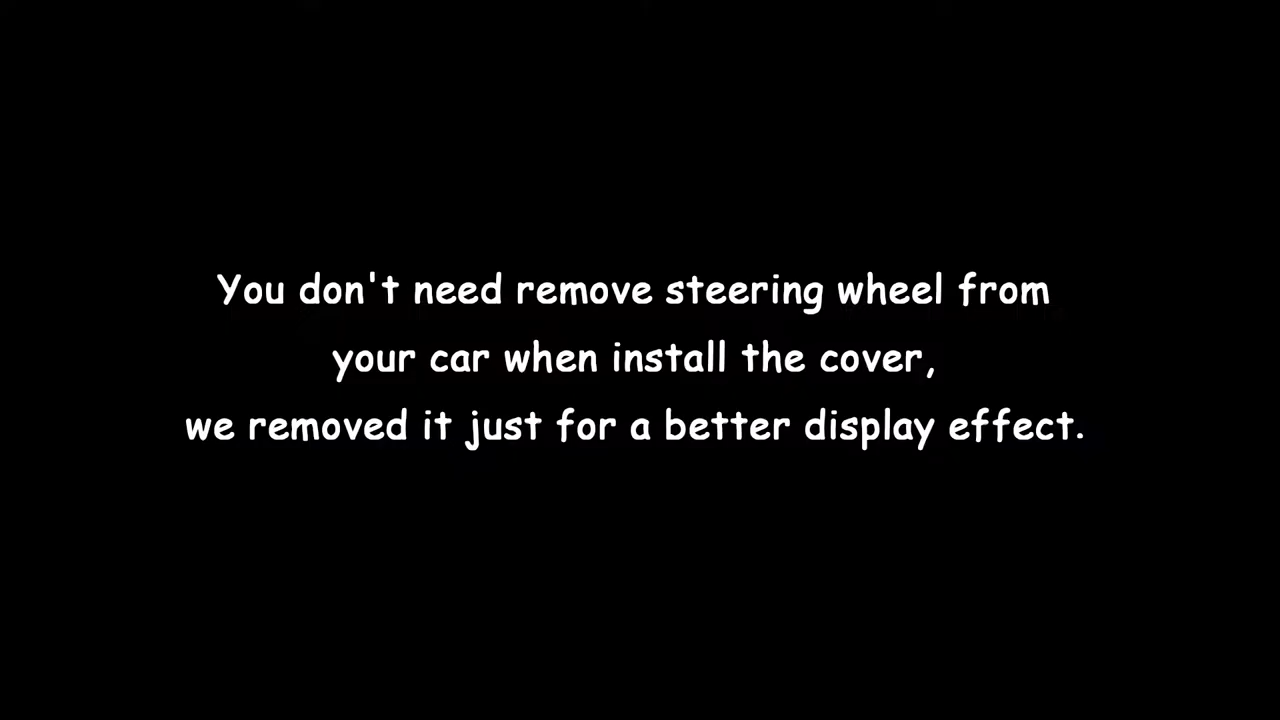 You don't need remove steering wheel from
your car when install the cover,
we removed it just for a better display effect.